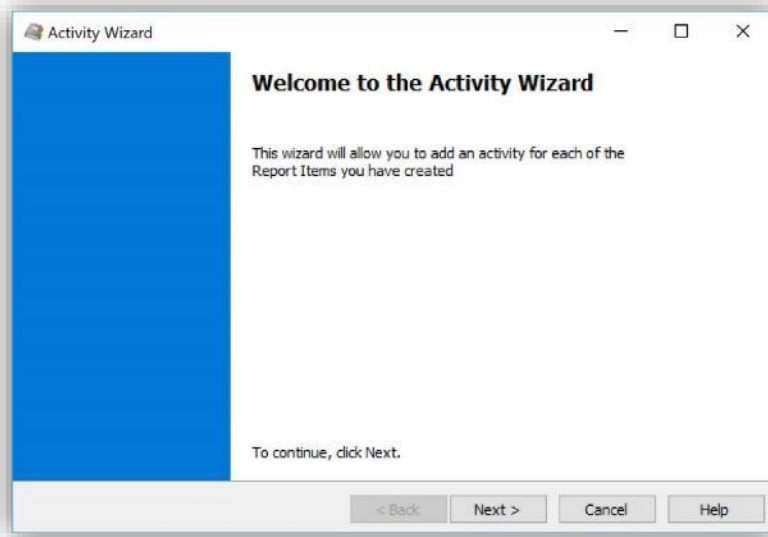 Activity Wizard
Welcome to the Activity Wizard
This wizard will allow you to add an activity for each of the
Report Items you have created
To continue, click Next.
< Back Next > Cancel Help